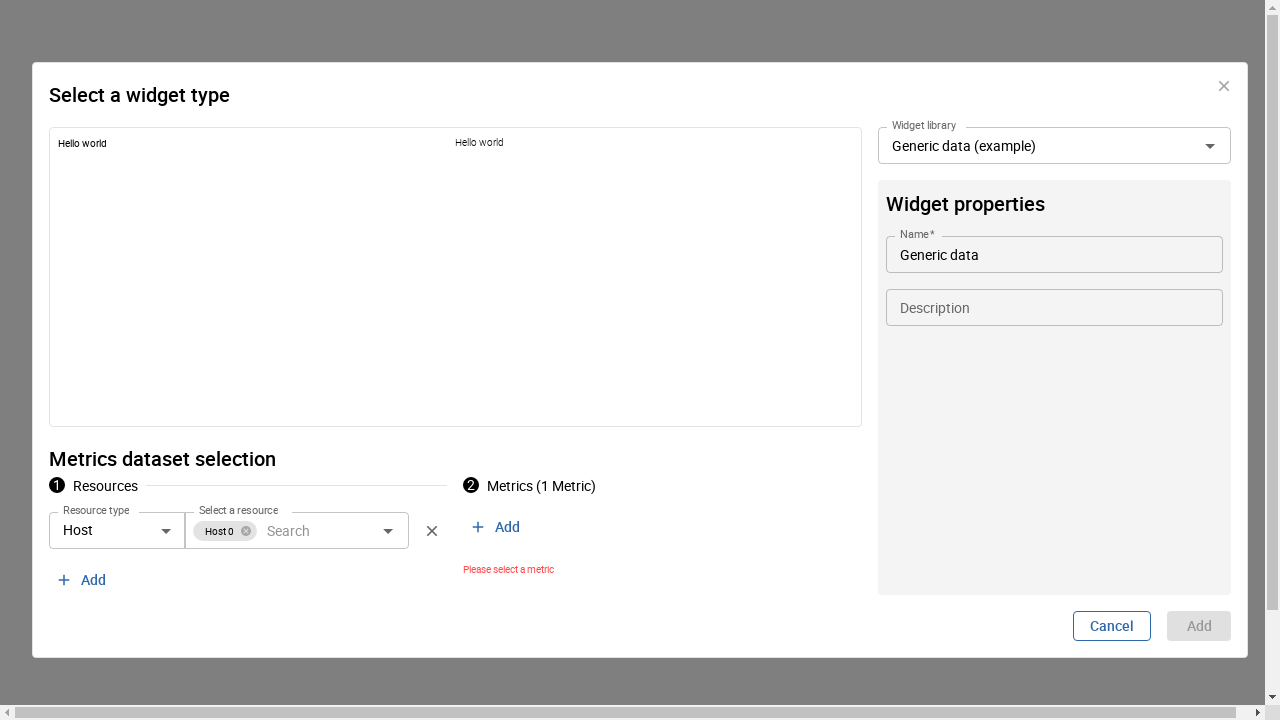 Select a widget type
Hello world
Hello world
Widget library
Generic data (example)
Widget properties
Name *
Generic data
Description
Metrics dataset selection
1 Resources
2 Metrics (1 Metric)
Resource type
Host
Select a resource
Host 0
Search
Add
Add
Please select a metric
Cancel
Add